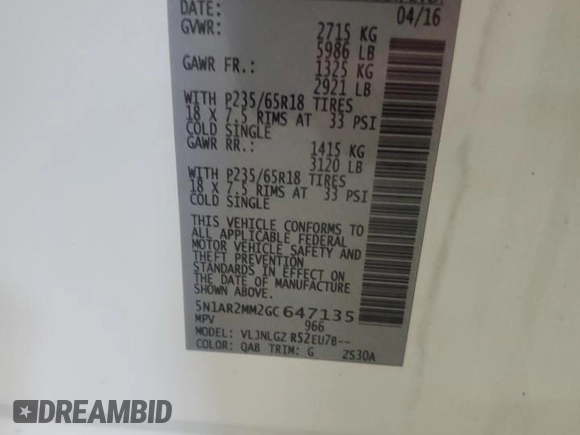 DATE: 04/16
GVWR: 2715 KG
5986 LB
GAWR FR.: 1325 KG
2921 LB
WITH P235/65R18 TIRES
18 X 7.5 RIMS AT 33 PSI
COLD SINGLE
GAWR RR.: 1415 KG
3120 LB
WITH P235/65R18 TIRES
18 X 7.5 RIMS AT 33 PSI
COLD SINGLE
THIS VEHICLE CONFORMS TO
ALL APPLICABLE FEDERAL
MOTOR VEHICLE SAFETY AND
THEFT PREVENTION
STANDARDS IN EFFECT ON
THE DATE OF MANUFACTURE
5N1AR2MM2GC647135
MPV 966
MODEL: VLJNLGZ RS2EU7B--
COLOR: QAB TRIM: G ZS30A
DREAMBID